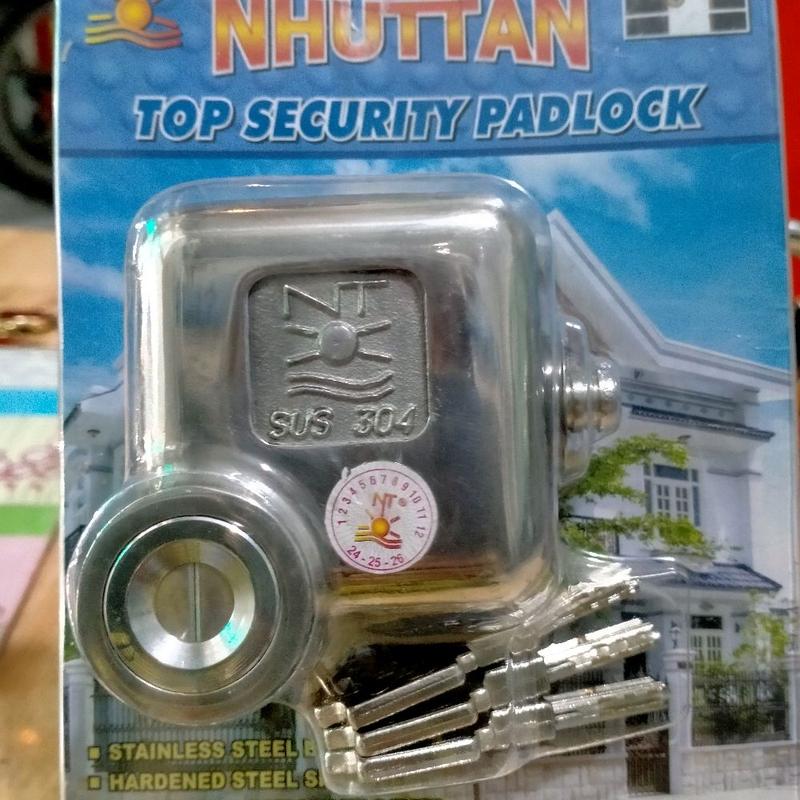 NHUTTAN
TOP SECURITY PADLOCK
NT
SUS 304
1 2 3 4 5 6 7 8 9 10 11 12
NT®
24-25-26
STAINLESS STEEL
HARDENED STEEL